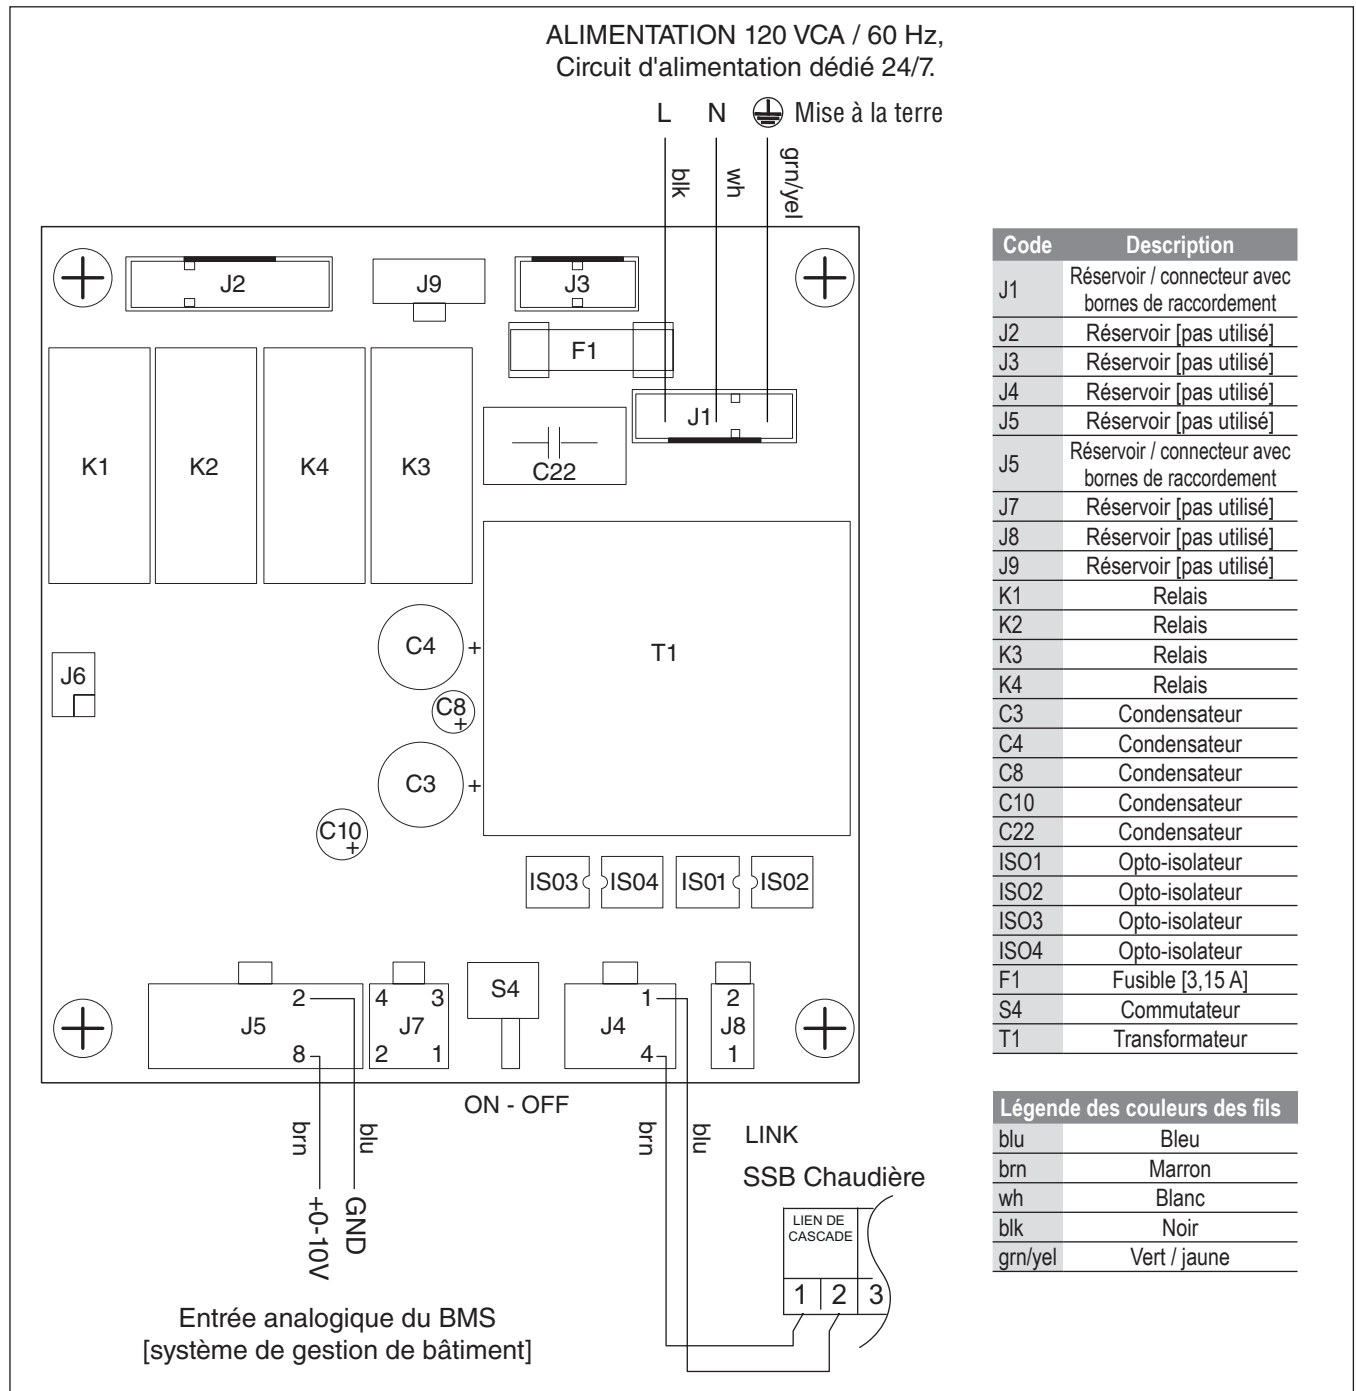 ALIMENTATION 120 VCA / 60 Hz,
Circuit d'alimentation dédié 24/7.
L N Mise à la terre
blk
wh
grn/yel
J2 J9 J3
F1
J1
C22
K1 K2 K4 K3
C4 +
T1
J6
C8
+
C3 +
C10
+
IS03 IS04 IS01 IS02
S4
2
8
J5
4 3
J7
2 1
1
J4
4
2
J8
1
ON - OFF
brn
blu
brn
blu
+0-10V
GND
LINK
SSB Chaudière
LIEN DE
CASCADE
1 2 3
Entrée analogique du BMS
[système de gestion de bâtiment]
Code Description
J1 Réservoir / connecteur avec
bornes de raccordement
J2 Réservoir [pas utilisé]
J3 Réservoir [pas utilisé]
J4 Réservoir [pas utilisé]
J5 Réservoir [pas utilisé]
J5 Réservoir / connecteur avec
bornes de raccordement
J7 Réservoir [pas utilisé]
J8 Réservoir [pas utilisé]
J9 Réservoir [pas utilisé]
K1 Relais
K2 Relais
K3 Relais
K4 Relais
C3 Condensateur
C4 Condensateur
C8 Condensateur
C10 Condensateur
C22 Condensateur
ISO1 Opto-isolateur
ISO2 Opto-isolateur
ISO3 Opto-isolateur
ISO4 Opto-isolateur
F1 Fusible [3,15 A]
S4 Commutateur
T1 Transformateur
Légende des couleurs des fils
blu Bleu
brn Marron
wh Blanc
blk Noir
grn/yel Vert / jaune